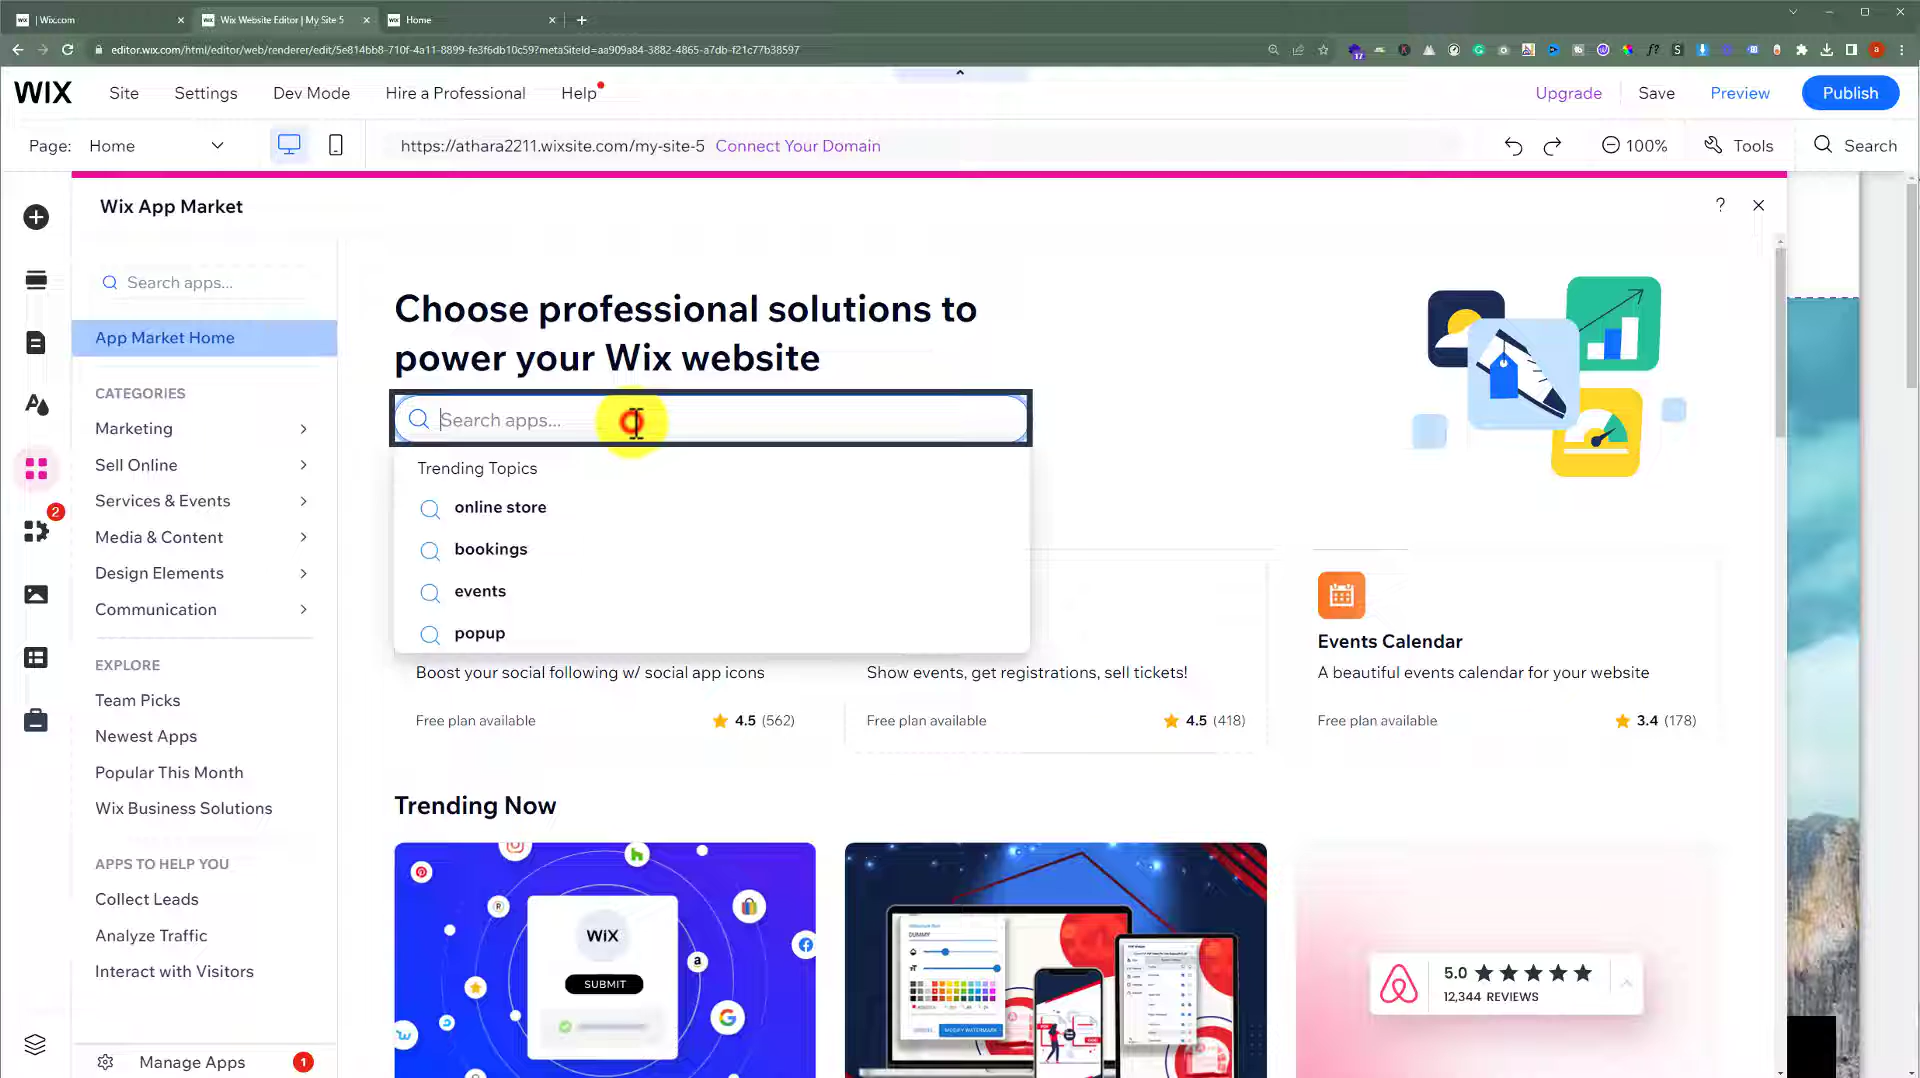 | Wix.com
Wix Website Editor | My Site 5
Home
editor.wix.com/html/editor/web/renderer/edit/5e814bb8-710f-4a11-8899-fe3f6db10c59?metaSiteId=aa909a84-3882-4865-a7db-f21c77b38597
WIX
Site
Settings
Dev Mode
Hire a Professional
Help
Upgrade
Save
Preview
Publish
Page: Home
https://athara2211.wixsite.com/my-site-5 Connect Your Domain
100%
Tools
Search
Wix App Market
?
Search apps...
App Market Home
CATEGORIES
Marketing
Sell Online
Services & Events
Media & Content
Design Elements
Communication
EXPLORE
Team Picks
Newest Apps
Popular This Month
Wix Business Solutions
APPS TO HELP YOU
Collect Leads
Analyze Traffic
Interact with Visitors
Manage Apps
1
2
Choose professional solutions to
power your Wix website
Search apps...
Trending Topics
online store
bookings
events
popup
Boost your social following w/ social app icons
Free plan available
4.5 (562)
Show events, get registrations, sell tickets!
Free plan available
4.5 (418)
Events Calendar
A beautiful events calendar for your website
Free plan available
3.4 (178)
Trending Now
WIX
SUBMIT
DUMMY
MODIFY WATERMARK
5.0
12,344 REVIEWS